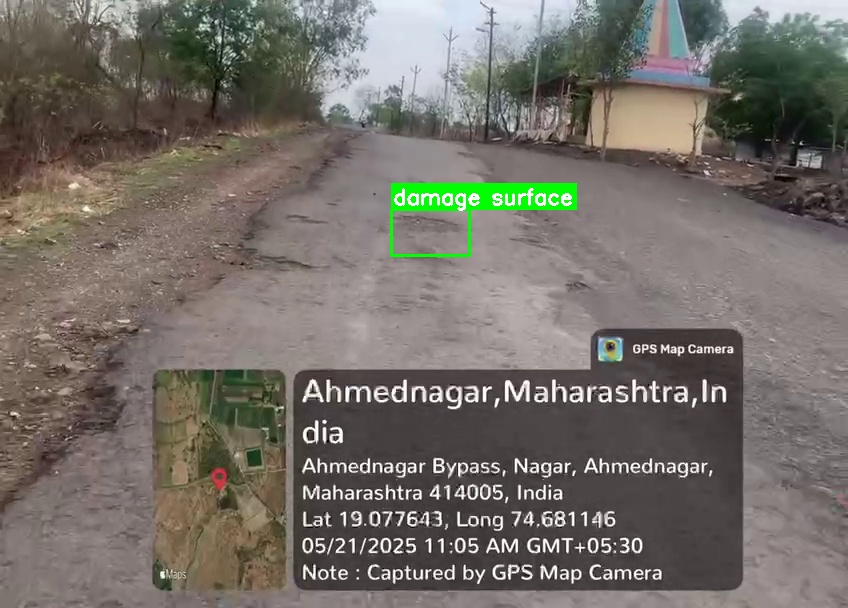 damage surface
GPS Map Camera
Ahmednagar,Maharashtra,In
dia
Ahmednagar Bypass, Nagar, Ahmednagar,
Maharashtra 414005, India
Lat 19.077643, Long 74.681146
05/21/2025 11:05 AM GMT+05:30
Note : Captured by GPS Map Camera
Maps